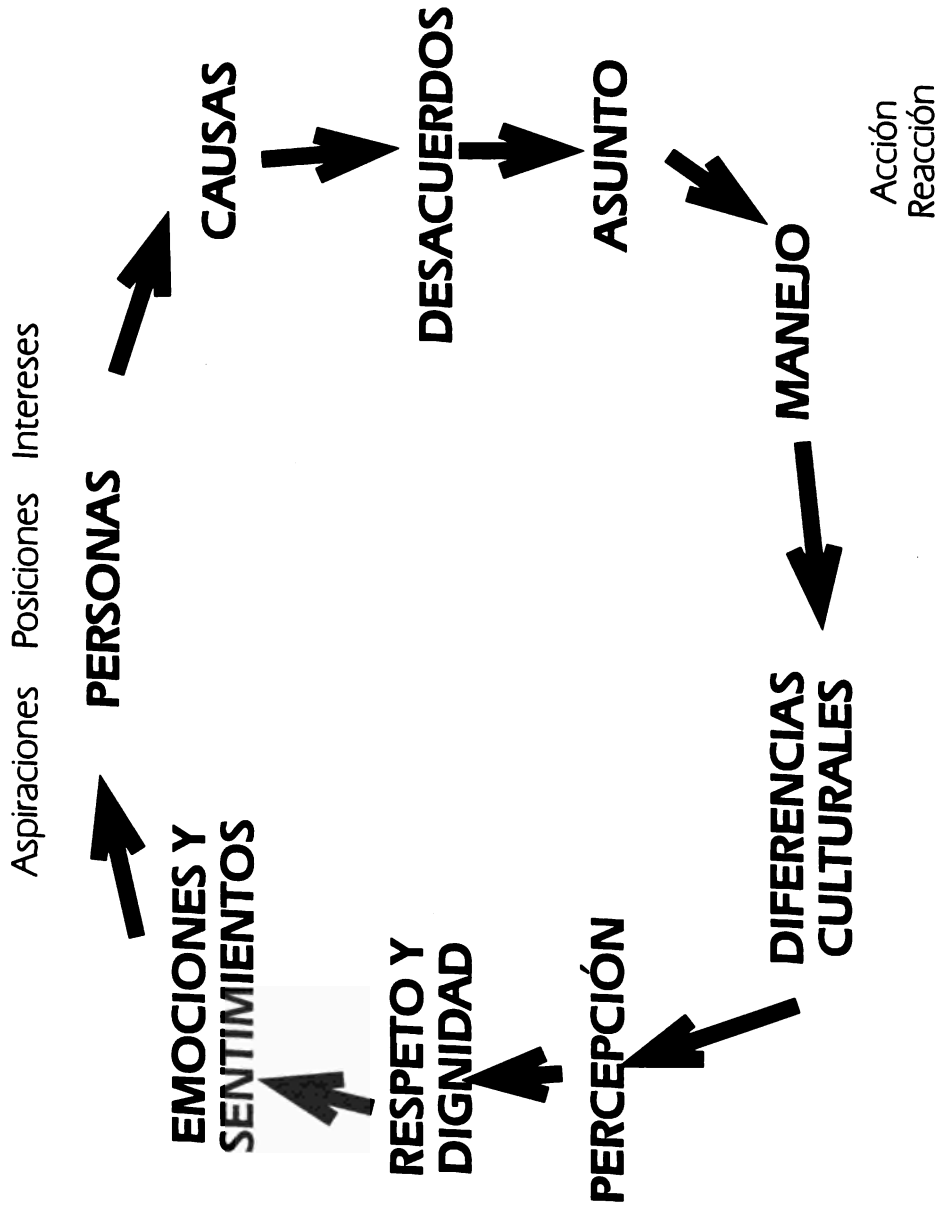 Aspiraciones Posiciones Intereses
PERSONAS
CAUSAS
DESACUERDOS
ASUNTO
MANEJO
Acción
Reacción
DIFERENCIAS
CULTURALES
PERCEPCIÓN
RESPETO Y
DIGNIDAD
EMOCIONES Y
SENTIMIENTOS